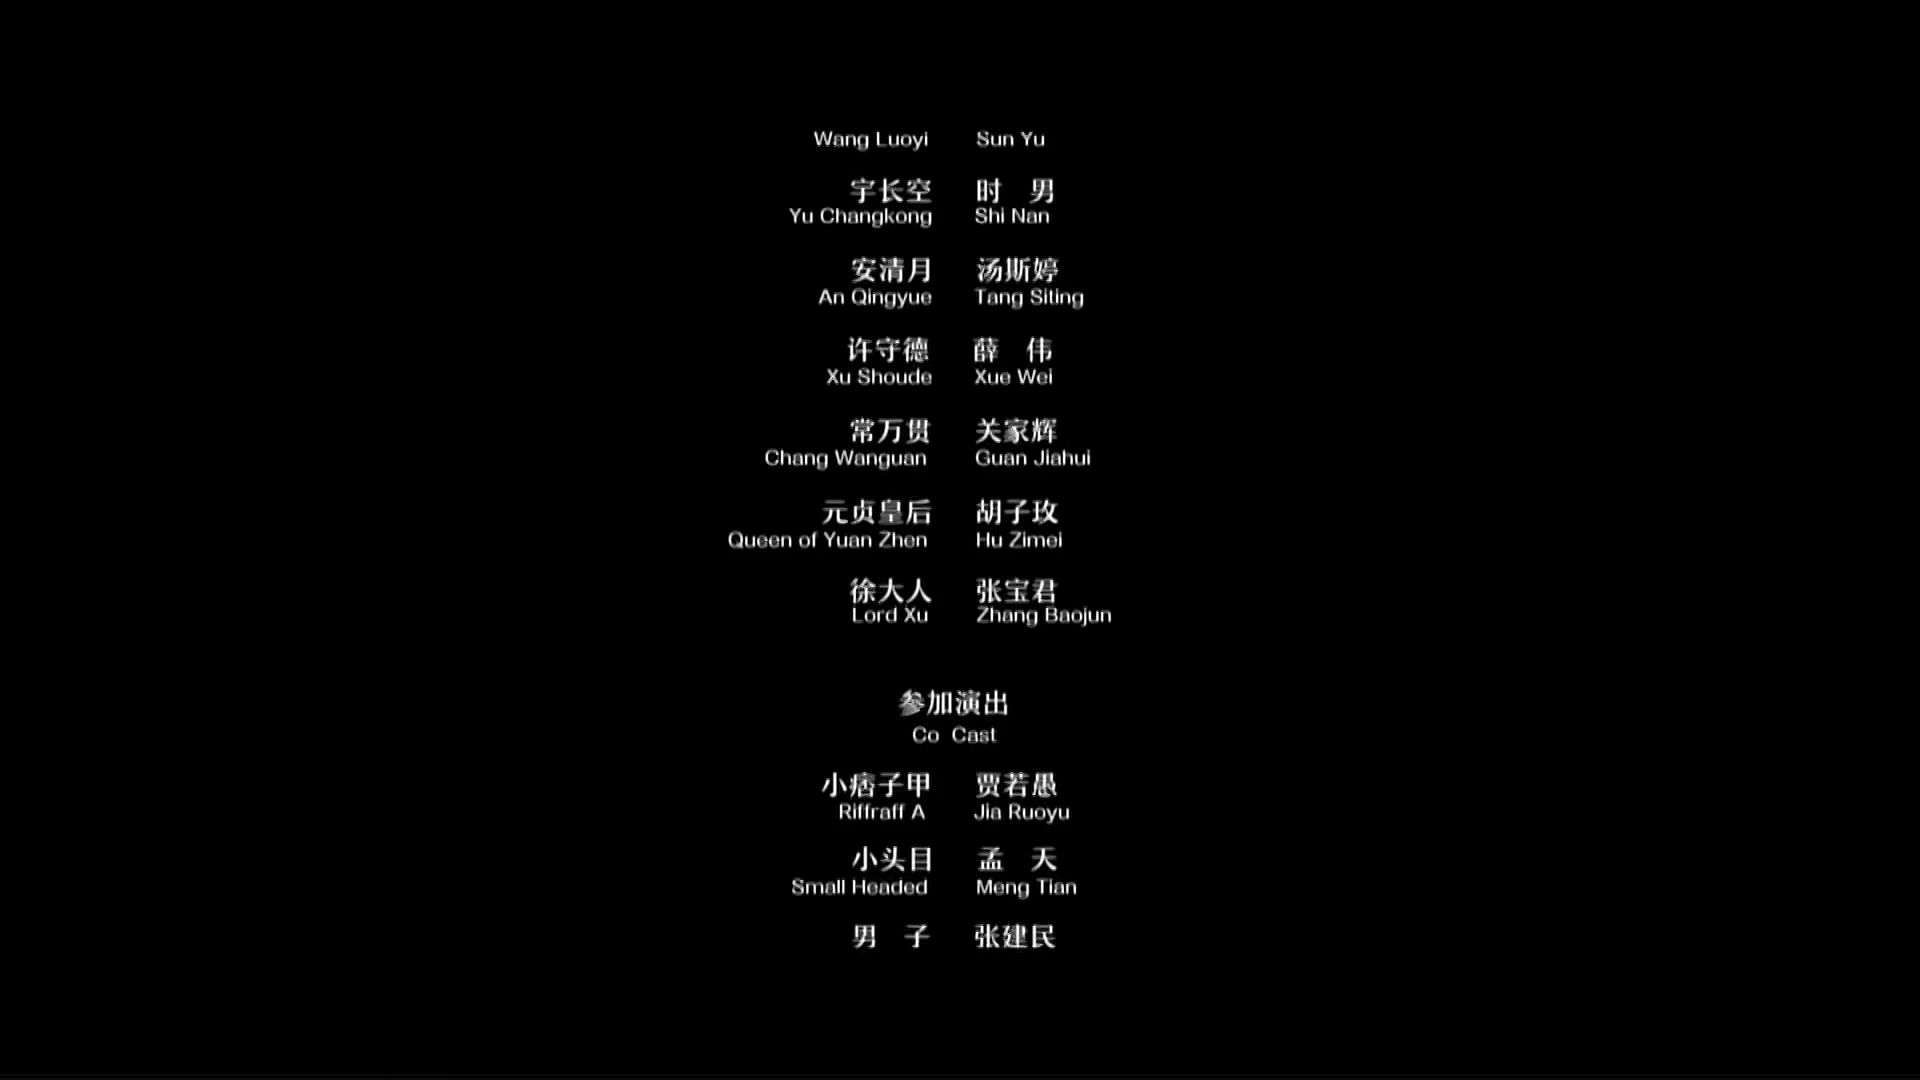 Wang Luoyi Sun Yu
宇长空 时 男
Yu Changkong Shi Nan
安清月 汤斯婷
An Qingyue Tang Siting
许守德 薛 伟
Xu Shoude Xue Wei
常万贯 关家辉
Chang Wanguan Guan Jiahui
元贞皇后 胡子玫
Queen of Yuan Zhen Hu Zimei
徐大人 张宝君
Lord Xu Zhang Baojun
参加演出
Co Cast
小痞子甲 贾若愚
Riffraff A Jia Ruoyu
小头目 孟 天
Small Headed Meng Tian
男 子 张建民